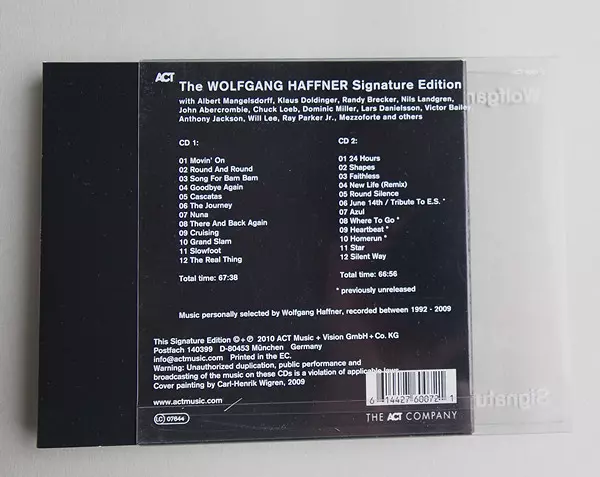 ACT
The WOLFGANG HAFFNER Signature Edition
with Albert Mangelsdorff, Klaus Doldinger, Randy Brecker, Nils Landgren,
John Abercrombie, Chuck Loeb, Dominic Miller, Lars Danielsson, Victor Bailey
Anthony Jackson, Will Lee, Ray Parker Jr., Mezzoforte and others
CD 1:
01 Movin' On
02 Round And Round
03 Song For Bam Bam
04 Goodbye Again
05 Cascatas
06 The Journey
07 Nuna
08 There And Back Again
09 Cruising
10 Grand Slam
11 Slowfoot
12 The Real Thing
Total time: 67:38
CD 2:
01 24 Hours
02 Shapes
03 Faithless
04 New Life (Remix)
05 Round Silence
06 June 14th / Tribute To E.S. *
07 Azul
08 Where To Go *
09 Heartbeat *
10 Homerun *
11 Star
12 Silent Way
Total time: 66:56
* previously unreleased
Music personally selected by Wolfgang Haffner, recorded between 1992 - 2009
This Signature Edition © + ℗ 2010 ACT Music + Vision GmbH + Co. KG
Postfach 140399 D-80453 München Germany
info@actmusic.com Printed in the EC.
Warning: Unauthorized duplication, public performance and
broadcasting of the music on these CDs is a violation of applicable laws.
Cover painting by Carl-Henrik Wigren, 2009
www.actmusic.com
LC 07644
6 14427 60072 1
THE ACT COMPANY
Wolfgan
Signatu